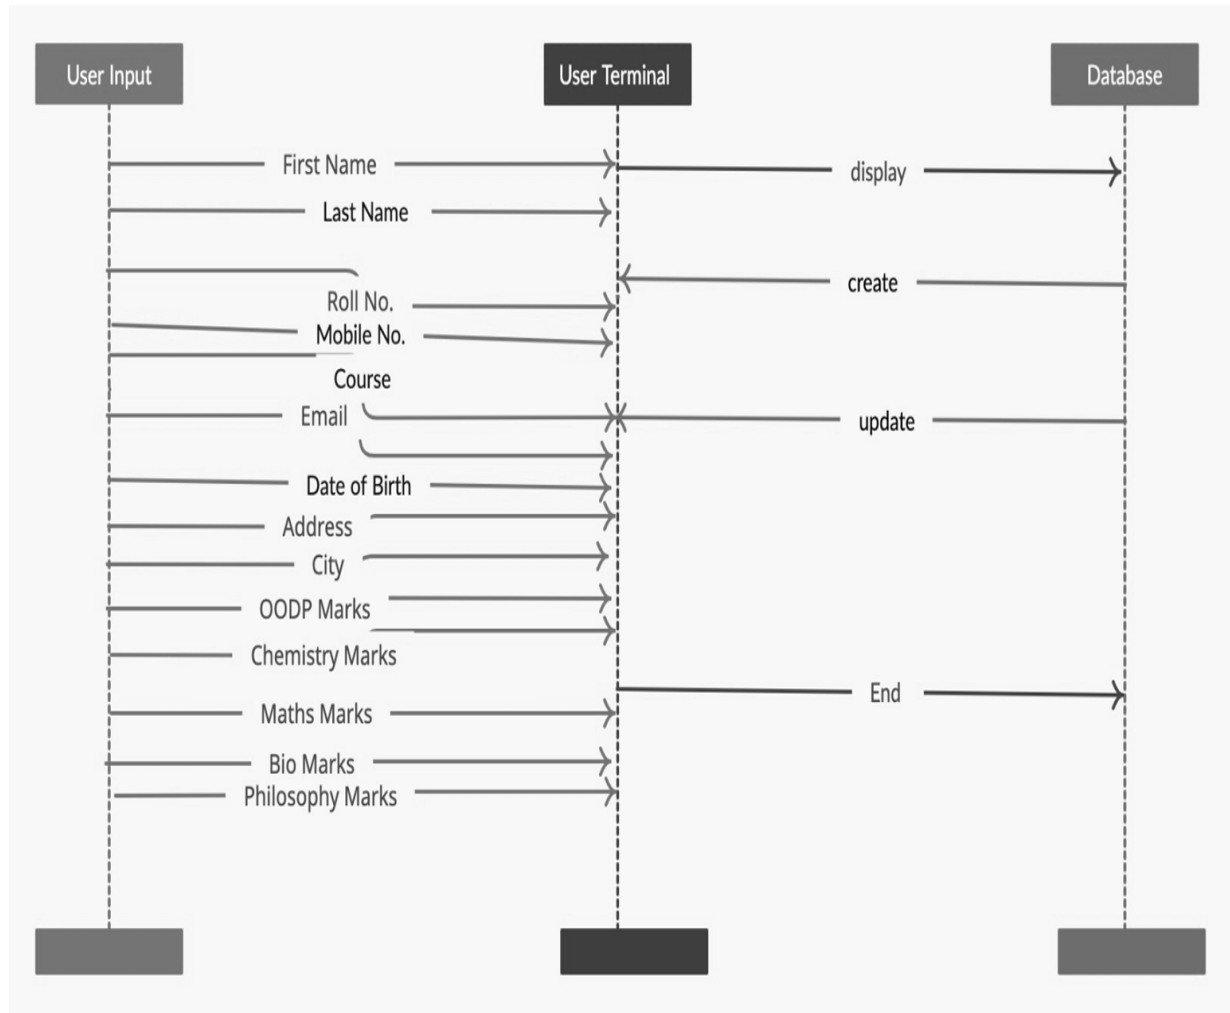 User Input
User Terminal
Database
First Name
display
Last Name
create
Roll No.
Mobile No.
Course
Email
update
Date of Birth
Address
City
OODP Marks
Chemistry Marks
End
Maths Marks
Bio Marks
Philosophy Marks